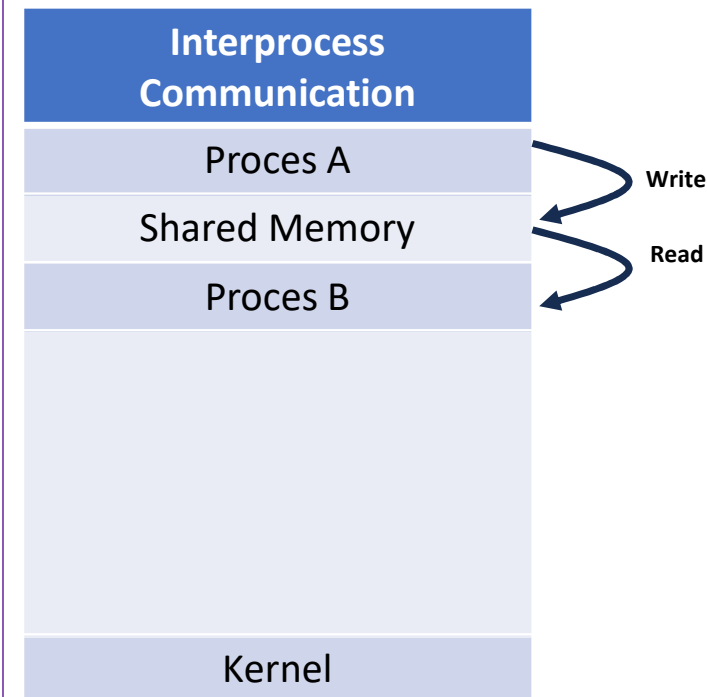 Interprocess
Communication
Proces A
Write
Shared Memory
Read
Proces B
Kernel